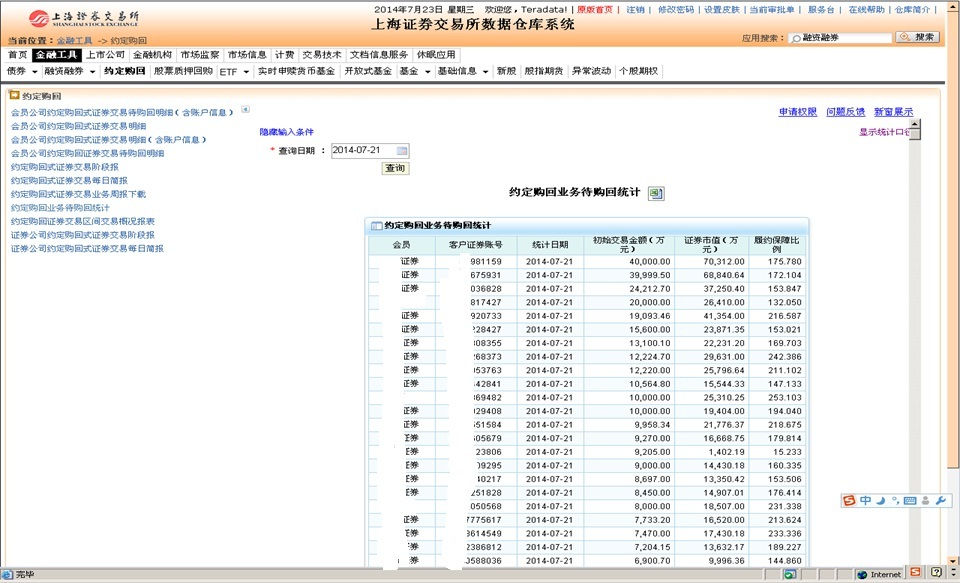 上海證券交易所
SHANGHAI STOCK EXCHANGE
2014年7月23日 星期三 欢迎您, Teradata! | 原版首页 | 注销 | 修改密码 | 设置皮肤 | 当前审批单 | 服务台 | 在线帮助 | 仓库简介 |
上海证券交易所数据仓库系统
当前位置: 金融工具 -> 约定购回
应用搜索: 融资融券 搜索
首页 金融工具 上市公司 金融机构 市场监察 市场信息 计费 交易技术 文档信息服务 休眠应用
债券 融资融券 约定购回 股票质押回购 ETF 实时申赎货币基金 开放式基金 基金 基础信息 新股 股指期货 异常波动 个股期权
约定购回
会员公司约定购回式证券交易待购回明细(含账户信息)
会员公司约定购回式证券交易明细
会员公司约定购回式证券交易明细(含账户信息)
会员公司约定购回证券交易待购回明细
约定购回式证券交易阶段报
约定购回式证券交易每日简报
约定购回式证券交易业务周报下载
约定购回业务待购回统计
约定购回证券交易区间交易概况报表
证券公司约定购回式证券交易阶段报
证券公司约定购回式证券交易每日简报
申请权限 问题反馈 新窗展示
显示统计口径
隐藏输入条件
* 查询日期 : 2014-07-21
查询
约定购回业务待购回统计
约定购回业务待购回统计
会员 客户证券账号 统计日期 初始交易金额(万元) 证券市值(万元) 履约保障比例
证券 981159 2014-07-21 40,000.00 70,312.00 175.780
证券 675931 2014-07-21 39,999.50 68,840.64 172.104
证券 036828 2014-07-21 24,212.70 37,250.40 153.847
817427 2014-07-21 20,000.00 26,410.00 132.050
证券 920733 2014-07-21 19,093.46 41,354.00 216.587
证券 228427 2014-07-21 15,600.00 23,871.35 153.021
证券 308355 2014-07-21 13,100.10 22,231.20 169.703
证券 268373 2014-07-21 12,224.70 29,631.00 242.386
证券 053763 2014-07-21 12,220.00 25,796.64 211.102
证券 442841 2014-07-21 10,564.80 15,544.33 147.133
369482 2014-07-21 10,000.00 25,310.25 253.103
证券 029408 2014-07-21 10,000.00 19,404.00 194.040
证券 551584 2014-07-21 9,958.34 21,776.37 218.675
证券 605679 2014-07-21 9,270.00 16,668.75 179.814
证券 23806 2014-07-21 9,205.00 1,402.19 15.233
证券 09295 2014-07-21 9,000.00 14,430.18 160.335
证券 40217 2014-07-21 8,697.00 13,350.42 153.506
证券 251828 2014-07-21 8,450.00 14,907.01 176.414
050568 2014-07-21 8,000.00 18,507.00 231.338
证券 7775617 2014-07-21 7,733.20 16,520.00 213.624
证券 3614549 2014-07-21 7,470.00 17,430.18 233.336
券 2386812 2014-07-21 7,204.15 13,632.17 189.227
券 0588036 2014-07-21 6,900.70 9,996.36 144.860
中
完毕 Internet